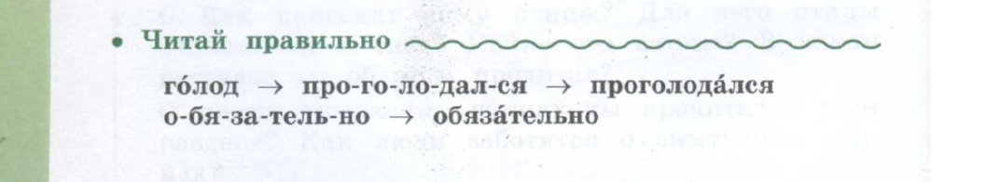 • Читай правильно
го́лод → про-го-ло-дал-ся → проголода́лся
о-бя-за-тель-но → обяза́тельно